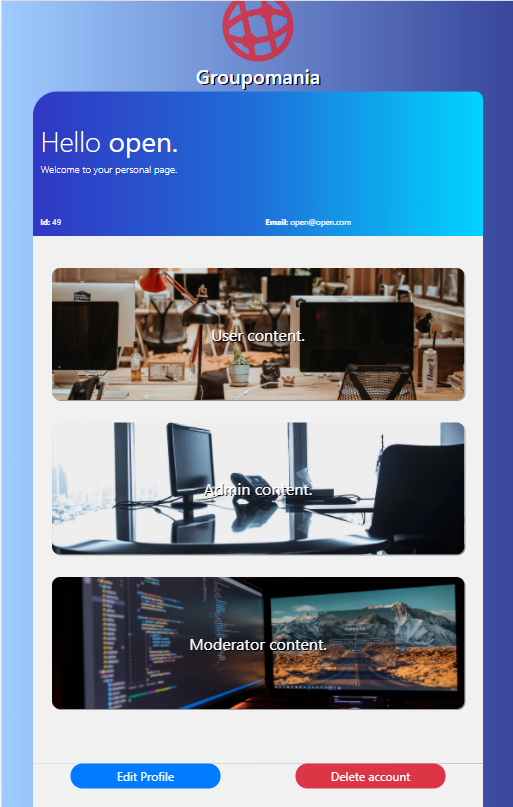 Groupomania
Hello open.
Welcome to your personal page.
Id: 49 Email: open@open.com
User content.
Admin content.
Moderator content.
Edit Profile Delete account